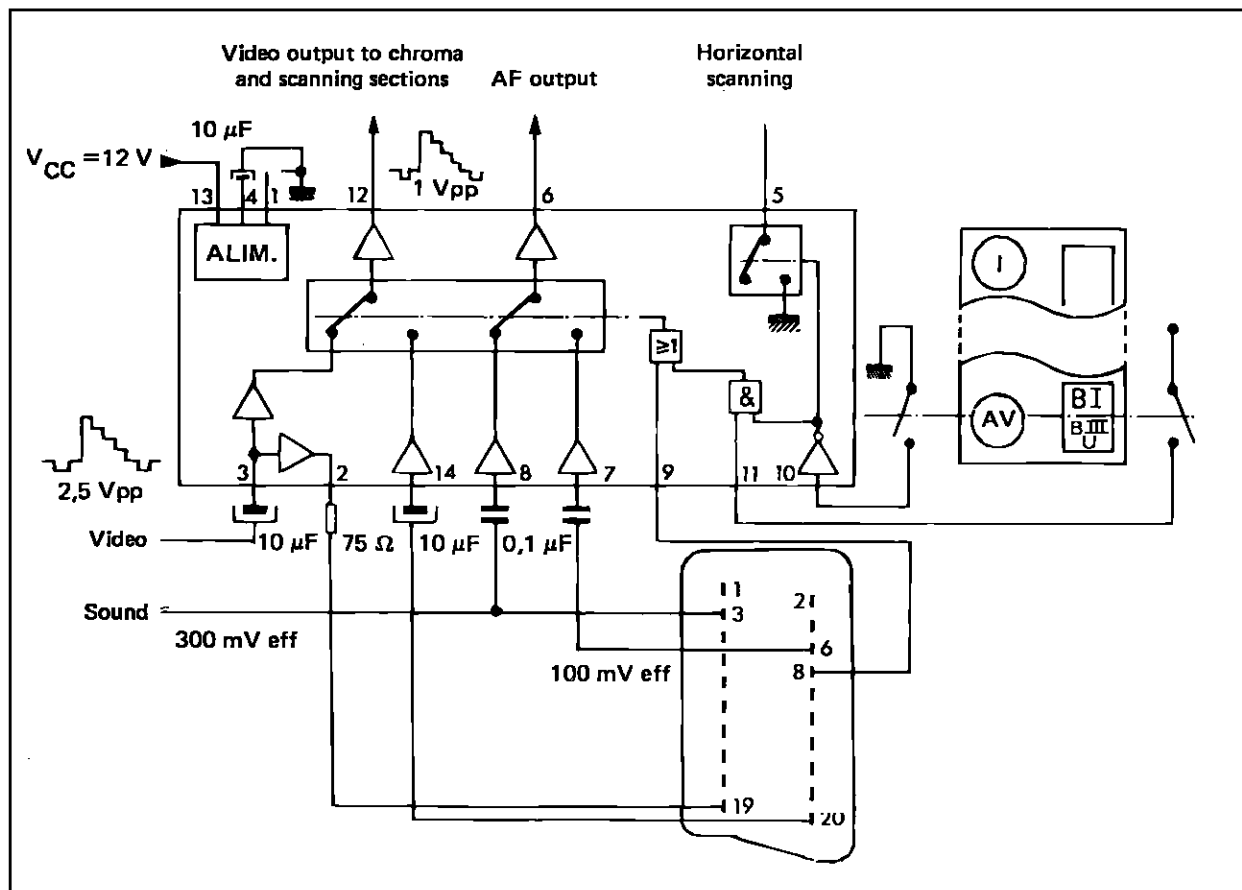 Video output to chroma
and scanning sections
AF output
Horizontal
scanning
10 µF
VCC = 12 V
1 Vpp
13
4
1
12
6
5
ALIM.
I
≥1
&
AV
BI
B.III
U
2,5 Vpp
3
2
14
8
7
9
11
10
Video
10 µF
75 Ω
10 µF
0,1 µF
1
2
Sound
3
300 mV eff
6
100 mV eff
8
19
20